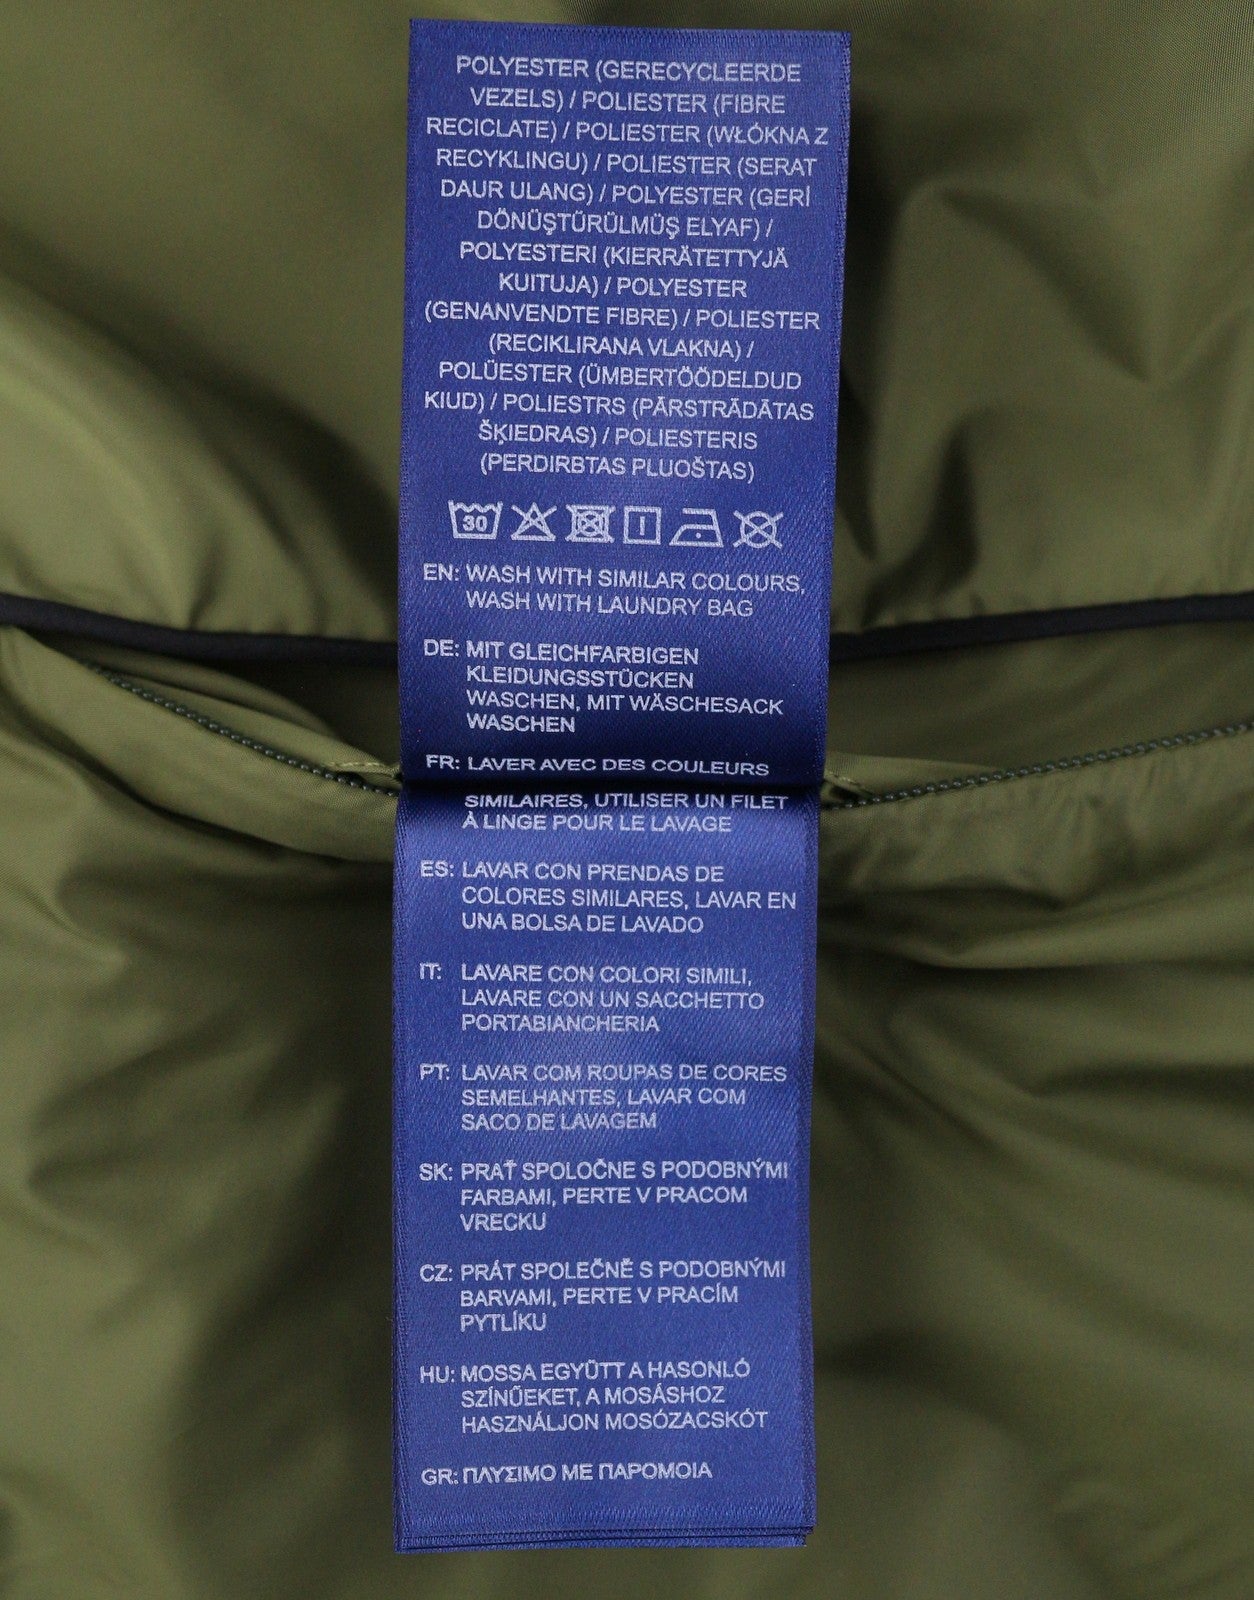 POLYESTER (GERECYCLEERDE
VEZELS) / POLIESTER (FIBRE
RECICLATE) / POLIESTER (WŁÓKNA Z
RECYKLINGU) / POLIESTER (SERAT
DAUR ULANG) / POLYESTER (GERİ
DÖNÜŞTÜRÜLMÜŞ ELYAF) /
POLYESTERI (KIERRÄTETTYJÄ
KUITUJA) / POLYESTER
(GENANVENDTE FIBRE) / POLIESTER
(RECIKLIRANA VLAKNA) /
POLÜESTER (ÜMBERTÖÖDELDUD
KIUD) / POLIESTRS (PĀRSTRĀDĀTAS
ŠĶIEDRAS) / POLIESTERIS
(PERDIRBTAS PLUOŠTAS)
30
EN: WASH WITH SIMILAR COLOURS,
WASH WITH LAUNDRY BAG
DE: MIT GLEICHFARBIGEN
KLEIDUNGSSTÜCKEN
WASCHEN, MIT WÄSCHESACK
WASCHEN
FR: LAVER AVEC DES COULEURS
SIMILAIRES, UTILISER UN FILET
À LINGE POUR LE LAVAGE
ES: LAVAR CON PRENDAS DE
COLORES SIMILARES, LAVAR EN
UNA BOLSA DE LAVADO
IT: LAVARE CON COLORI SIMILI,
LAVARE CON UN SACCHETTO
PORTABIANCHERIA
PT: LAVAR COM ROUPAS DE CORES
SEMELHANTES, LAVAR COM
SACO DE LAVAGEM
SK: PRAŤ SPOLOČNE S PODOBNÝMI
FARBAMI, PERTE V PRACOM
VRECKU
CZ: PRÁT SPOLEČNĚ S PODOBNÝMI
BARVAMI, PERTE V PRACÍM
PYTLÍKU
HU: MOSSA EGYÜTT A HASONLÓ
SZÍNŰEKET, A MOSÁSHOZ
HASZNÁLJON MOSÓZACSKÓT
GR: ΠΛΥΣΙΜΟ ΜΕ ΠΑΡΟΜΟΙΑ